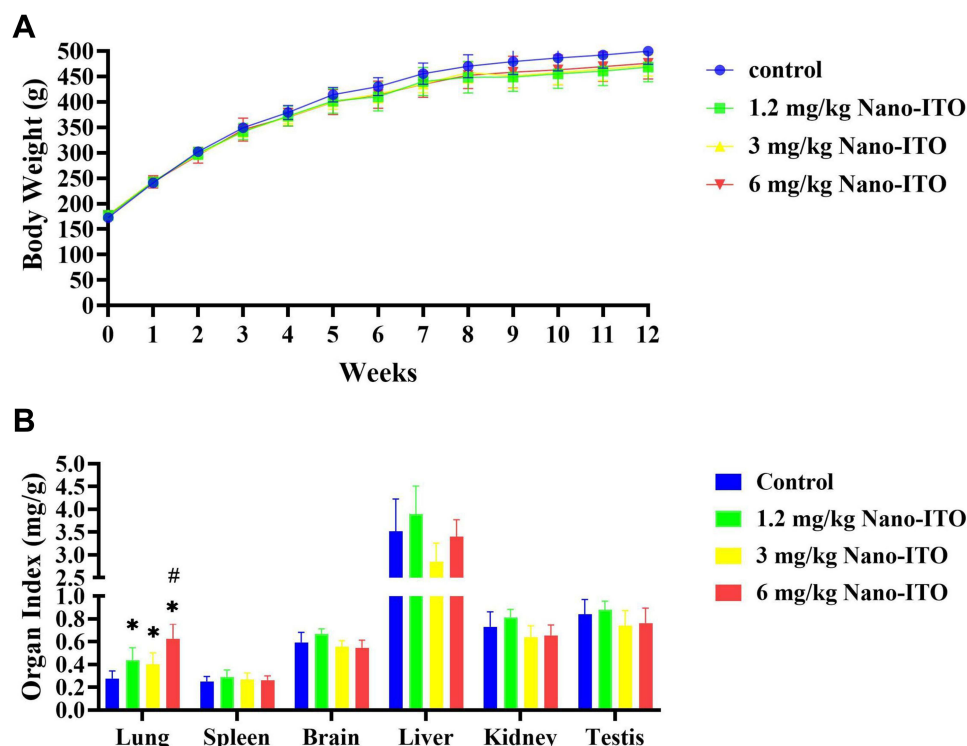 A
500
450
400
350
300
250
200
150
100
50
0
Body Weight (g)
0 1 2 3 4 5 6 7 8 9 10 11 12
Weeks
control
1.2 mg/kg Nano-ITO
3 mg/kg Nano-ITO
6 mg/kg Nano-ITO
B
5.0
4.5
4.0
3.5
3.0
2.5
1.0
0.8
0.6
0.4
0.2
0.0
Organ Index (mg/g)
* * * #
Lung Spleen Brain Liver Kidney Testis
Control
1.2 mg/kg Nano-ITO
3 mg/kg Nano-ITO
6 mg/kg Nano-ITO